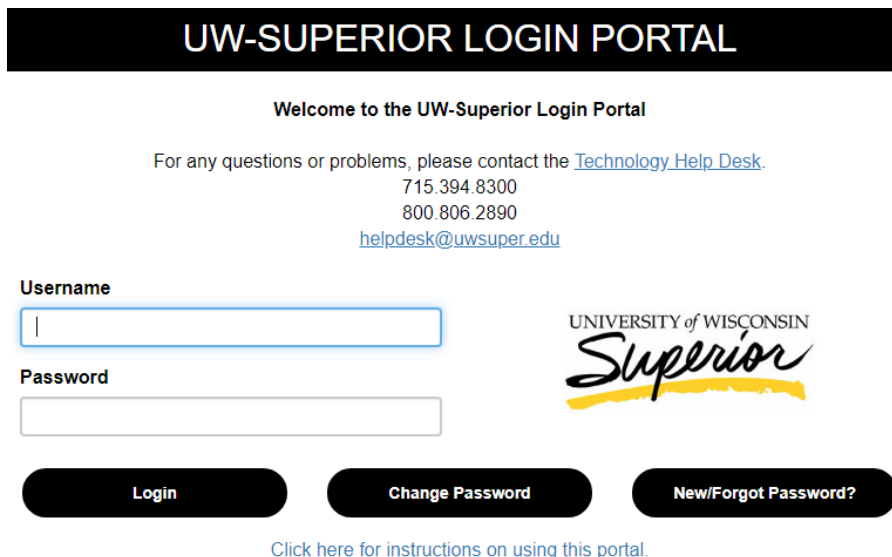 UW-SUPERIOR LOGIN PORTAL
Welcome to the UW-Superior Login Portal
For any questions or problems, please contact the Technology Help Desk.
715.394.8300
800.806.2890
helpdesk@uwsuper.edu
Username
UNIVERSITY of WISCONSIN
Superior
Password
Login
Change Password
New/Forgot Password?
Click here for instructions on using this portal.